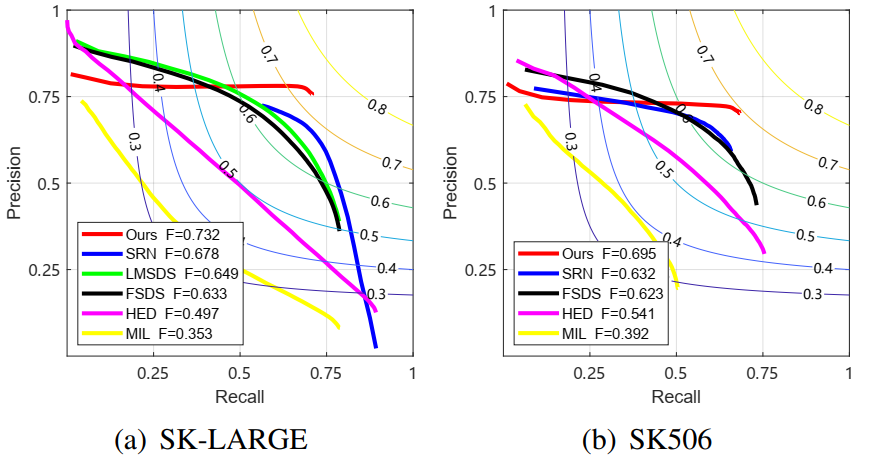 1
0.75
0.5
0.25
Precision
0.25 0.5 0.75 1
Recall
0.3
0.4
0.5
0.6
0.7
0.8
0.7
0.6
0.5
0.4
0.3
Ours F=0.732
SRN F=0.678
LMSDS F=0.649
FSDS F=0.633
HED F=0.497
MIL F=0.353
(a) SK-LARGE
1
0.75
0.5
0.25
Precision
0.25 0.5 0.75 1
Recall
0.3
0.4
0.5
0.6
0.7
0.8
0.7
0.6
0.5
0.4
0.3
0.4
Ours F=0.695
SRN F=0.632
FSDS F=0.623
HED F=0.541
MIL F=0.392
(b) SK506